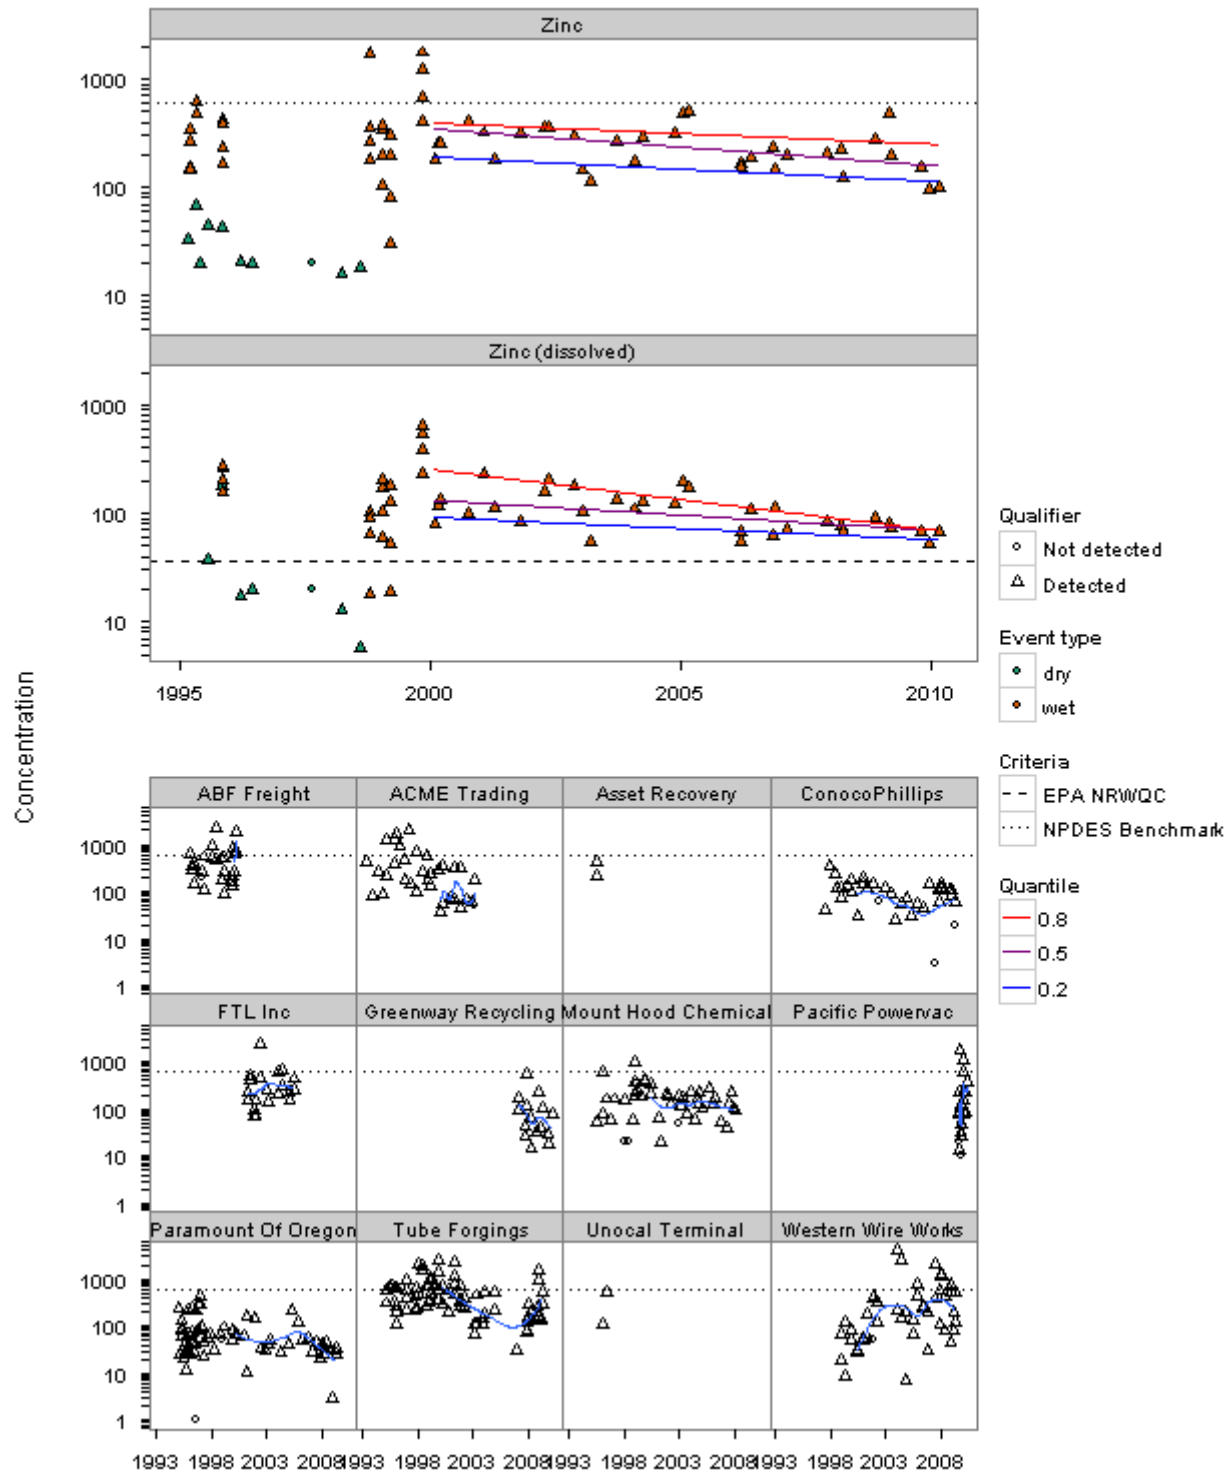 Zinc
1000
100
10
Zinc (dissolved)
1000
100
10
1995 2000 2005 2010
Concentration
Qualifier
Not detected
Detected
Event type
dry
wet
Criteria
EPA NRWQC
NPDES Benchmark
Quantile
0.8
0.5
0.2
ABF Freight ACME Trading Asset Recovery ConocoPhillips
1000
100
10
1
FTL Inc Greenway Recycling Mount Hood Chemical Pacific Powervac
1000
100
10
1
Paramount Of Oregon Tube Forgings Unocal Terminal Western Wire Works
1000
100
10
1
1993 1998 2003 2008 1993 1998 2003 2008 1993 1998 2003 2008 1993 1998 2003 2008